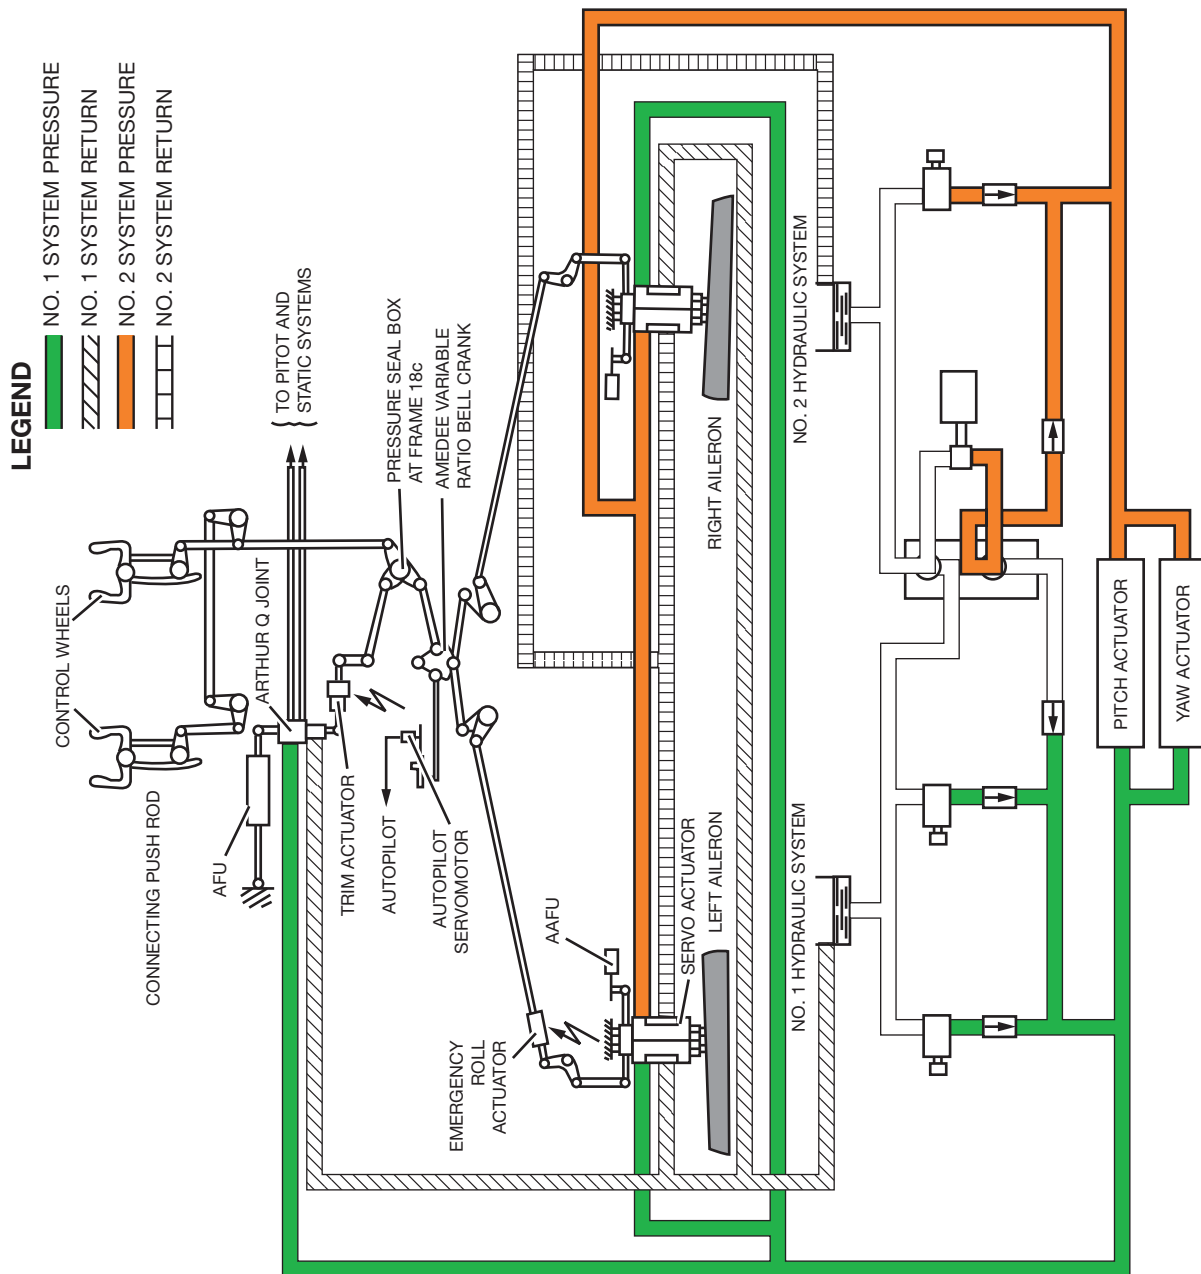 LEGEND
NO. 1 SYSTEM PRESSURE
NO. 1 SYSTEM RETURN
NO. 2 SYSTEM PRESSURE
NO. 2 SYSTEM RETURN
TO PITOT AND
STATIC SYSTEMS
CONTROL WHEELS
ARTHUR Q JOINT
PRESSURE SEAL BOX
AT FRAME 18c
AMEDEE VARIABLE
RATIO BELL CRANK
CONNECTING PUSH ROD
AFU
TRIM ACTUATOR
AUTOPILOT
AUTOPILOT
SERVOMOTOR
EMERGENCY
ROLL
ACTUATOR
AAFU
SERVO ACTUATOR
LEFT AILERON
RIGHT AILERON
NO. 1 HYDRAULIC SYSTEM
NO. 2 HYDRAULIC SYSTEM
PITCH ACTUATOR
YAW ACTUATOR